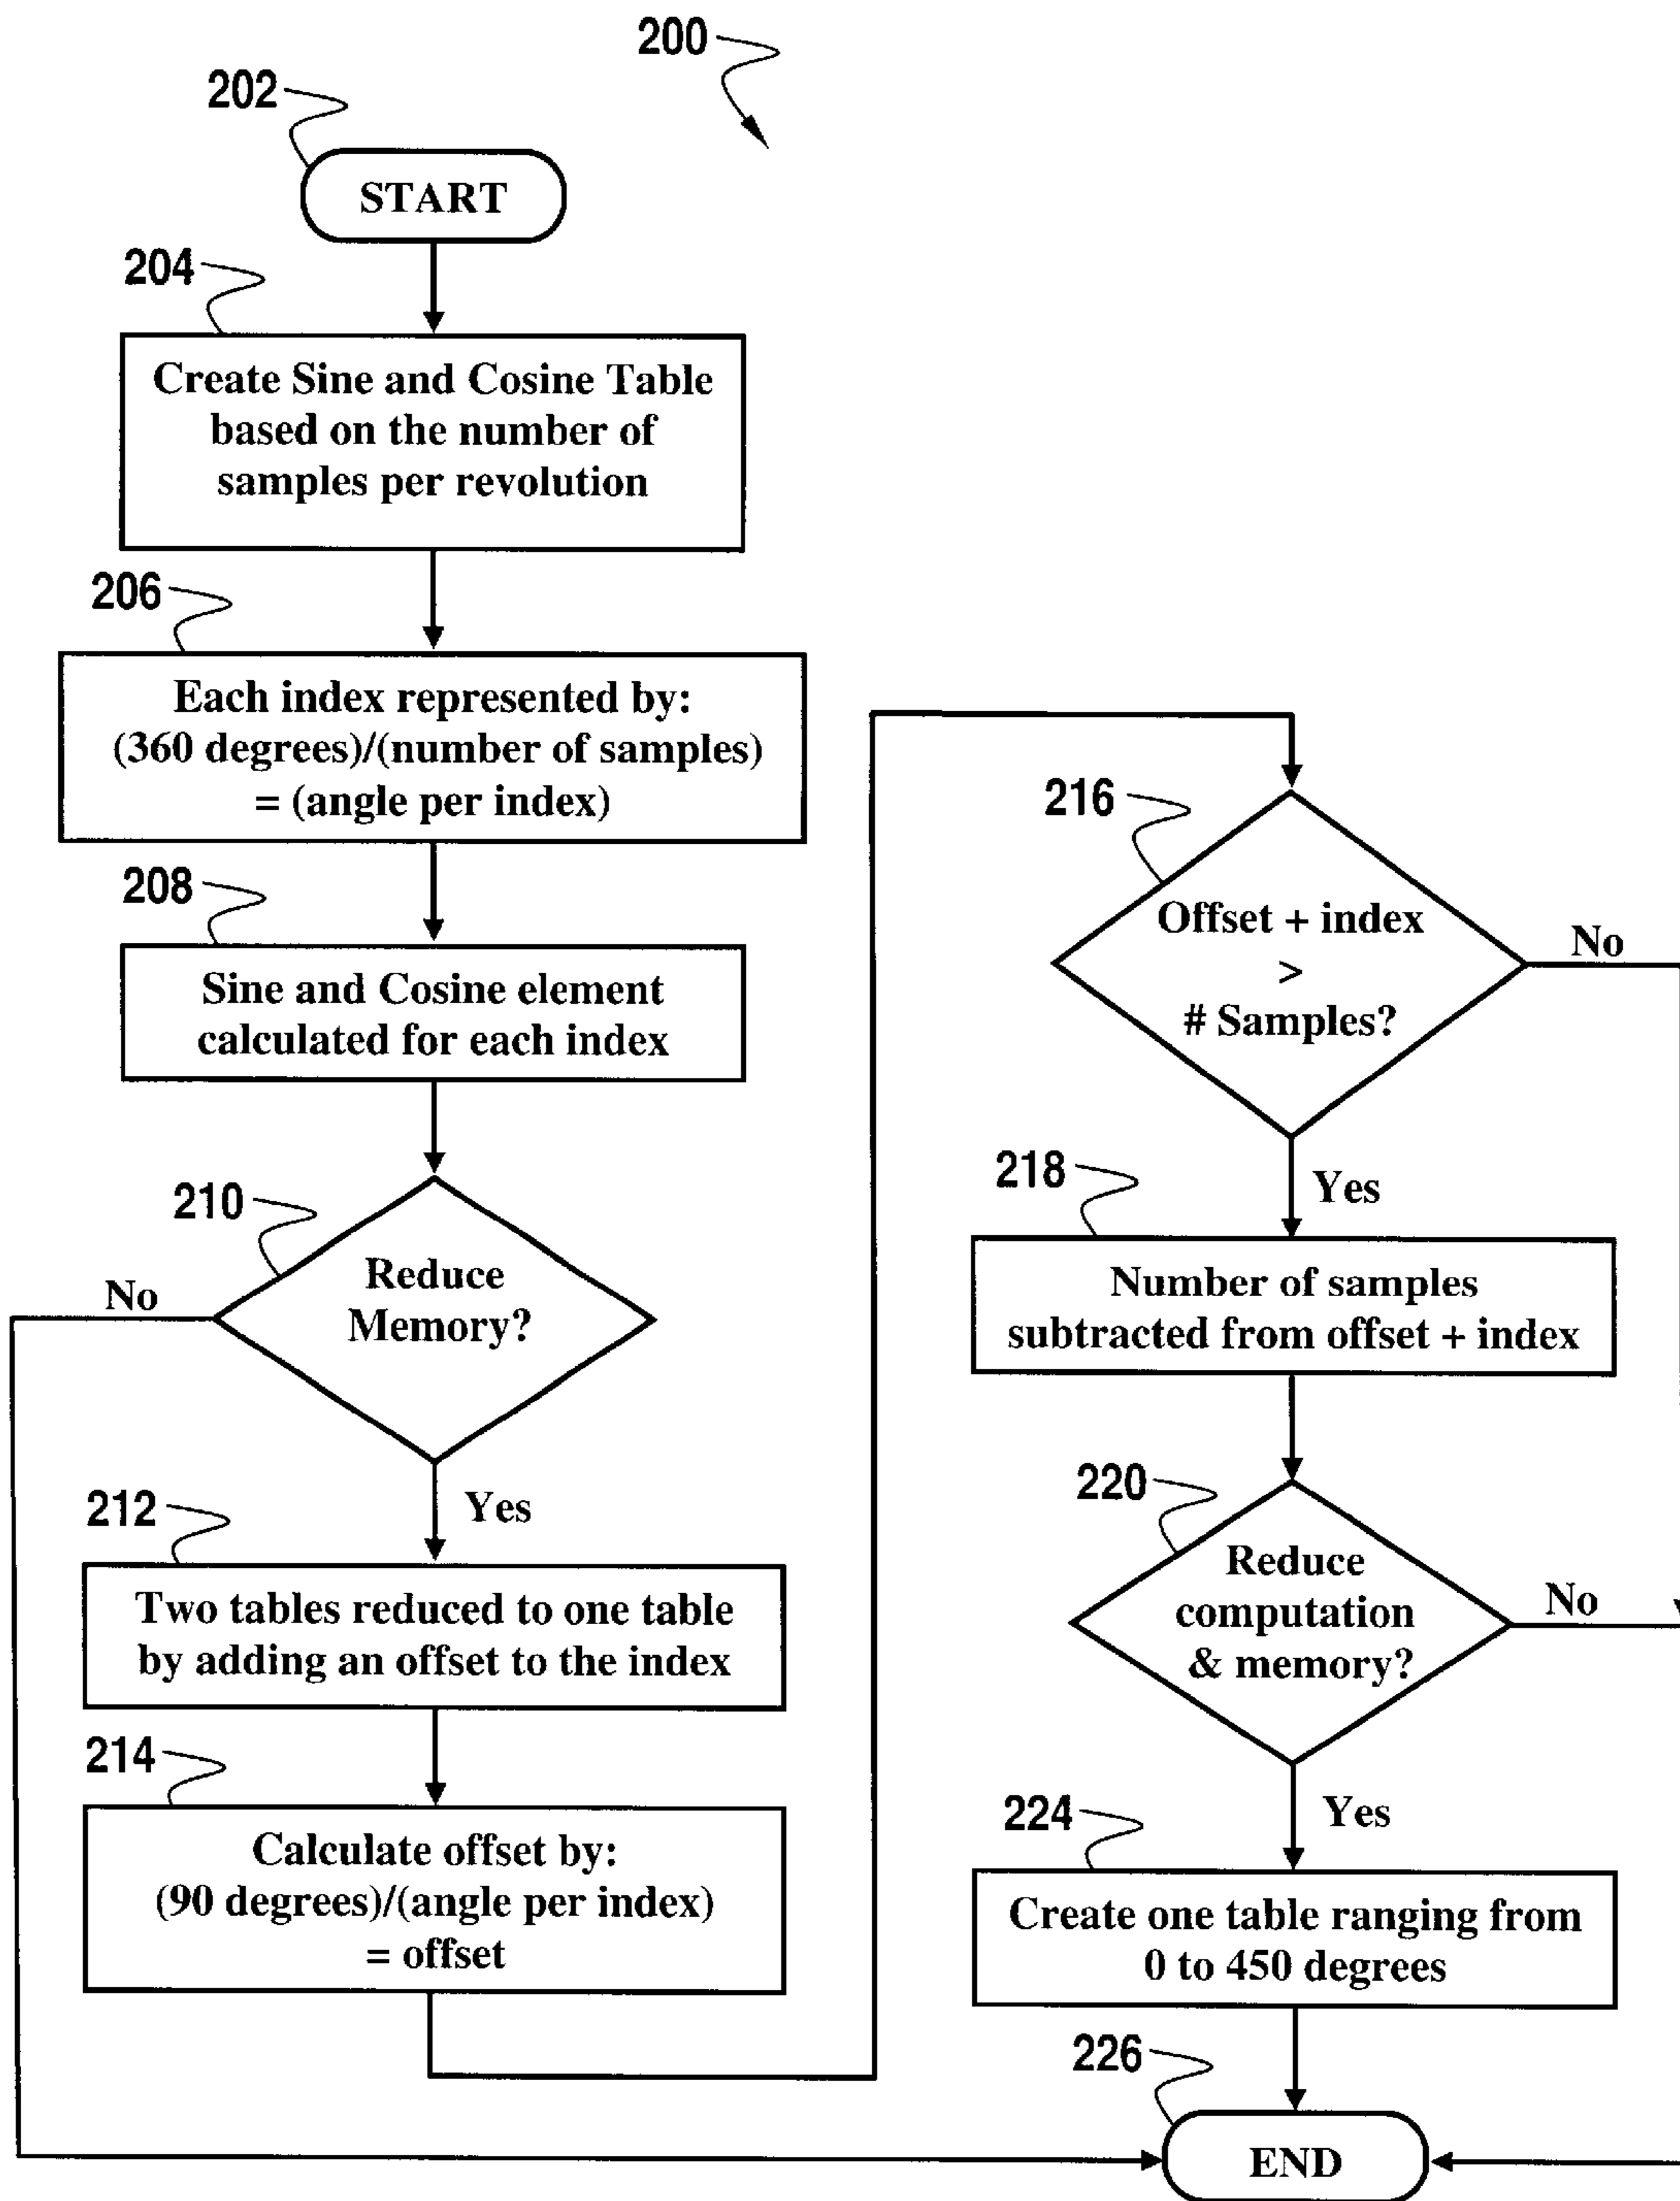 200
202
START
204
Create Sine and Cosine Table
based on the number of
samples per revolution
206
Each index represented by:
(360 degrees)/(number of samples)
= (angle per index)
208
Sine and Cosine element
calculated for each index
210
Reduce
Memory?
No
Yes
212
Two tables reduced to one table
by adding an offset to the index
214
Calculate offset by:
(90 degrees)/(angle per index)
= offset
216
Offset + index
>
# Samples?
No
Yes
218
Number of samples
subtracted from offset + index
220
Reduce
computation
& memory?
No
Yes
224
Create one table ranging from
0 to 450 degrees
226
END